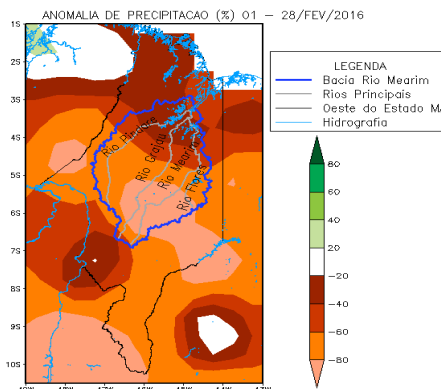 ANOMALIA DE PRECIPITACAO (%) 01 – 28/FEV/2016
LEGENDA
Bacia Rio Mearim
Rios Principais
Oeste do Estado MA
Hidrografia
1S
2S
3S
4S
5S
6S
7S
8S
9S
10S
Rio Pindare
Rio Grajau
Rio Mearim
Rio Flores
80
60
40
20
-20
-40
-60
-80